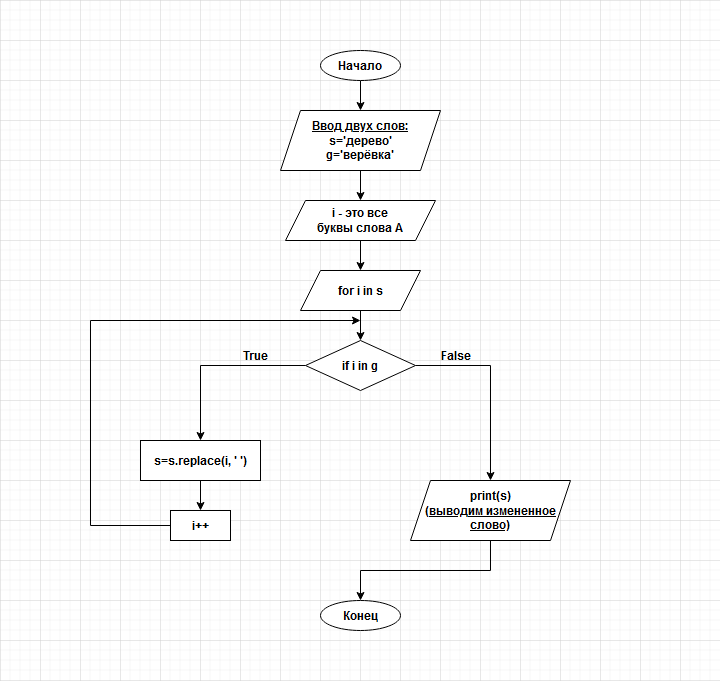 Начало
Ввод двух слов:
s='дерево'
g='верёвка'
i - это все
буквы слова А
for i in s
if i in g
True
False
s=s.replace(i, ' ')
i++
print(s)
(выводим измененное
слово)
Конец